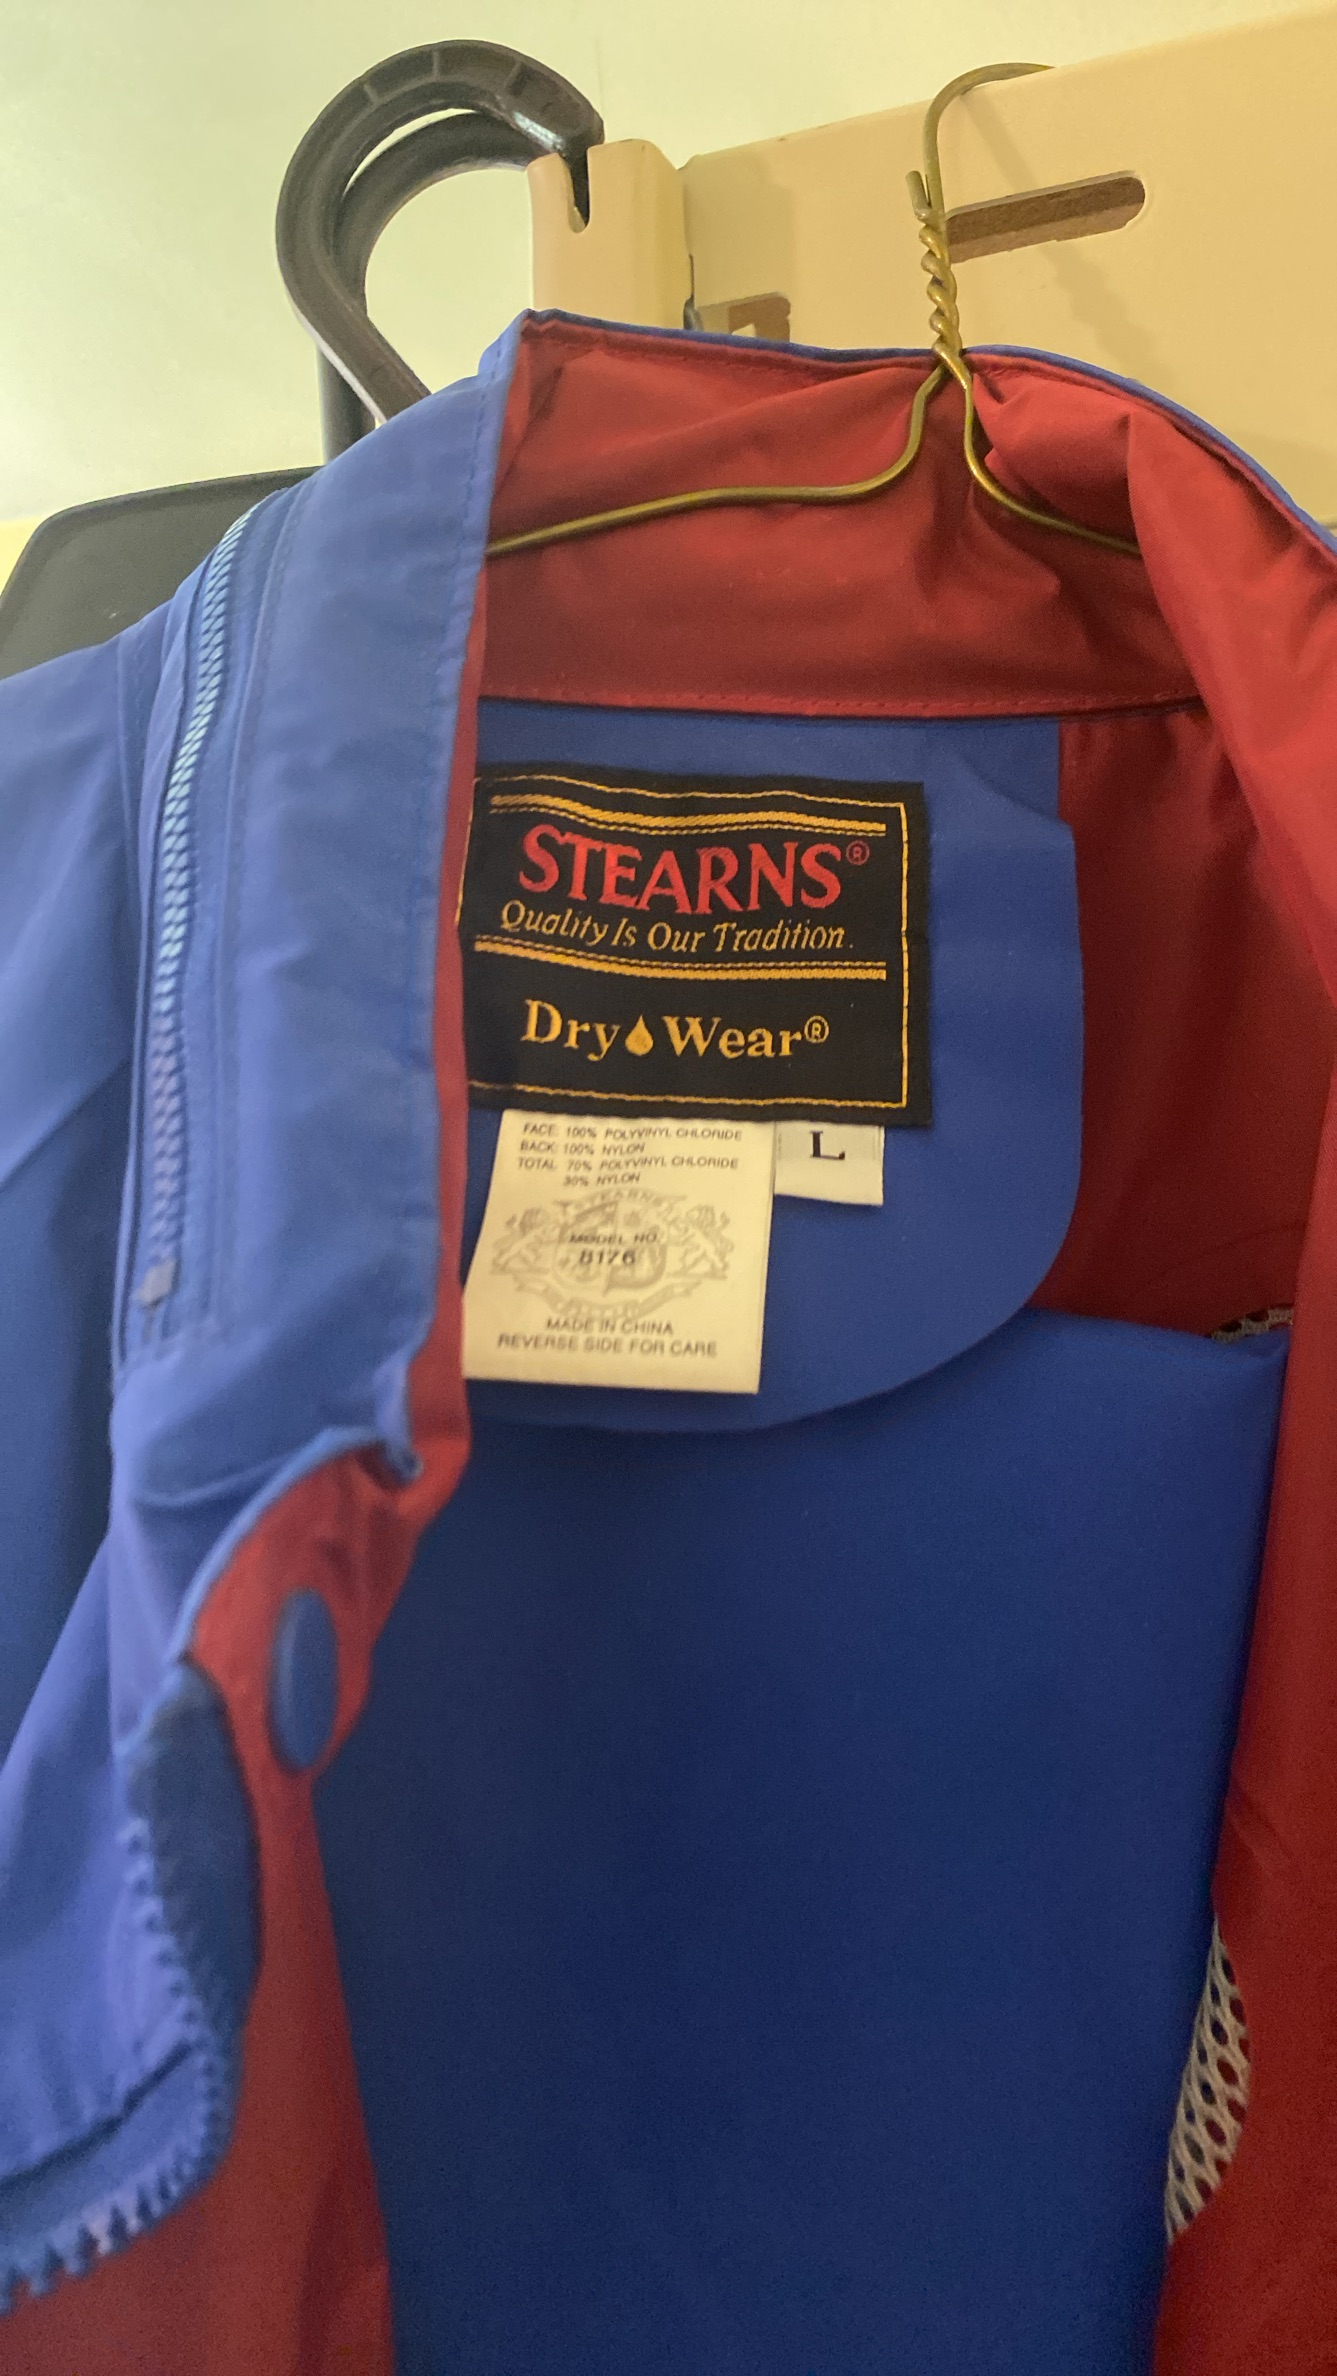 STEARNS®
Quality Is Our Tradition.
Dry Wear®
L
FACE: 100% POLYVINYL CHLORIDE
BACK: 100% NYLON
TOTAL 70% POLYVINYL CHLORIDE
30% NYLON
STEARNS
MODEL NO.
8176
MADE IN CHINA
REVERSE SIDE FOR CARE